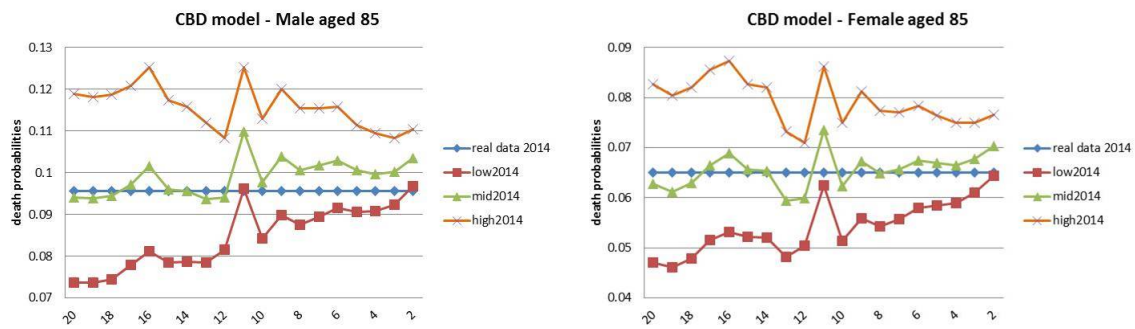 CBD model - Male aged 85
0.13
0.12
0.11
0.1
0.09
0.08
0.07
death probabilities
20 18 16 14 12 10 8 6 4 2
real data 2014
low2014
mid2014
high2014
CBD model - Female aged 85
0.09
0.08
0.07
0.06
0.05
0.04
death probabilities
20 18 16 14 12 10 8 6 4 2
real data 2014
low2014
mid2014
high2014